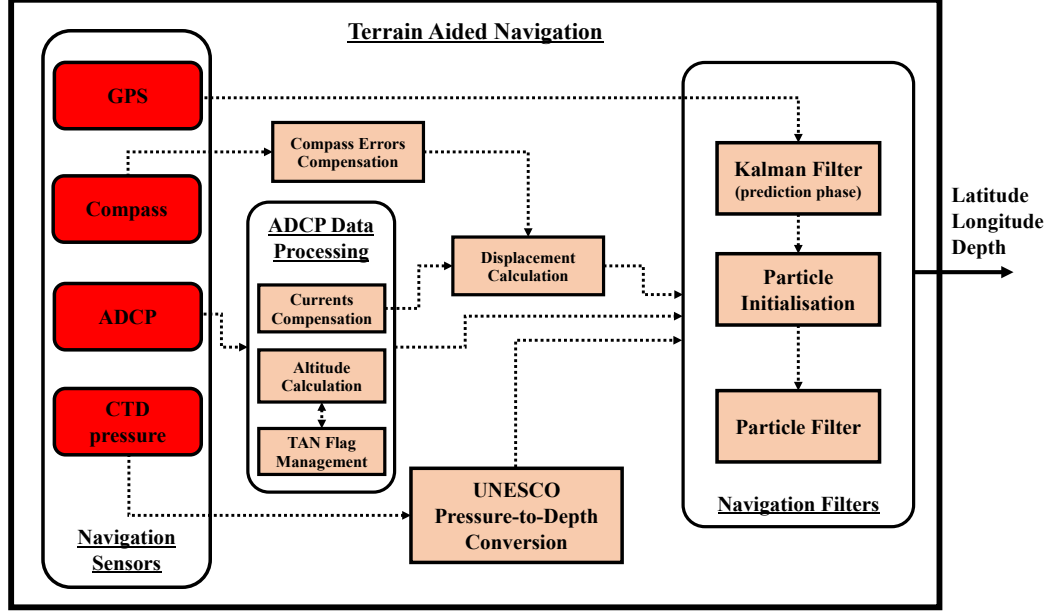 Terrain Aided Navigation
GPS
Compass
ADCP
CTD
pressure
Navigation
Sensors
Compass Errors
Compensation
ADCP Data
Processing
Currents
Compensation
Altitude
Calculation
TAN Flag
Management
Displacement
Calculation
UNESCO
Pressure-to-Depth
Conversion
Kalman Filter
(prediction phase)
Particle
Initialisation
Particle Filter
Navigation Filters
Latitude
Longitude
Depth